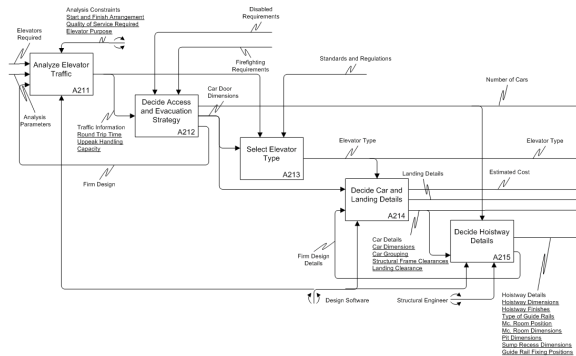 Analysis Constraints
Start and Finish Arrangement
Quality of Service Required
Elevator Purpose
Disabled
Requirements
Elevators
Required
Analyze Elevator
Traffic
A211
Firefighting
Requirements
Standards and Regulations
Number of Cars
Car Door
Dimensions
Analysis
Parameters
Decide Access
and Evacuation
Strategy
A212
Traffic Information
Round Trip Time
Uppeak Handling
Capacity
Select Elevator
Type
A213
Elevator Type
Elevator Type
Firm Design
Landing Details
Estimated Cost
Decide Car and
Landing Details
A214
Car Details
Car Dimensions
Car Grouping
Structural Frame Clearances
Landing Clearance
Decide Hoistway
Details
A215
Firm Design
Details
Design Software
Structural Engineer
Hoistway Details
Hoistway Dimensions
Hoistway Finishes
Type of Guide Rails
Mc. Room Position
Mc. Room Dimensions
Pit Dimensions
Sump Recess Dimensions
Guide Rail Fixing Positions